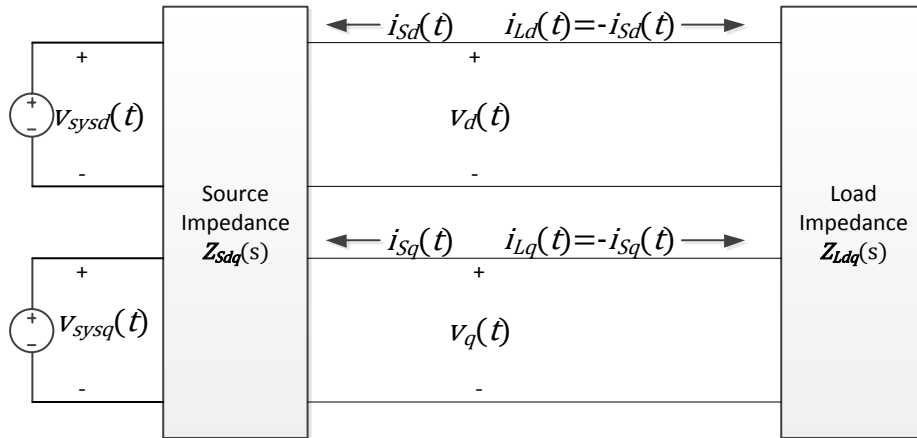 i_Sd(t) i_Ld(t)=-i_Sd(t)
+ +
+
v_sysd(t) v_d(t)
-
- -
Source
Impedance
Z_Sdq(s)
Load
Impedance
Z_Ldq(s)
i_Sq(t) i_Lq(t)=-i_Sq(t)
+ +
+
v_sysq(t) v_q(t)
-
- -